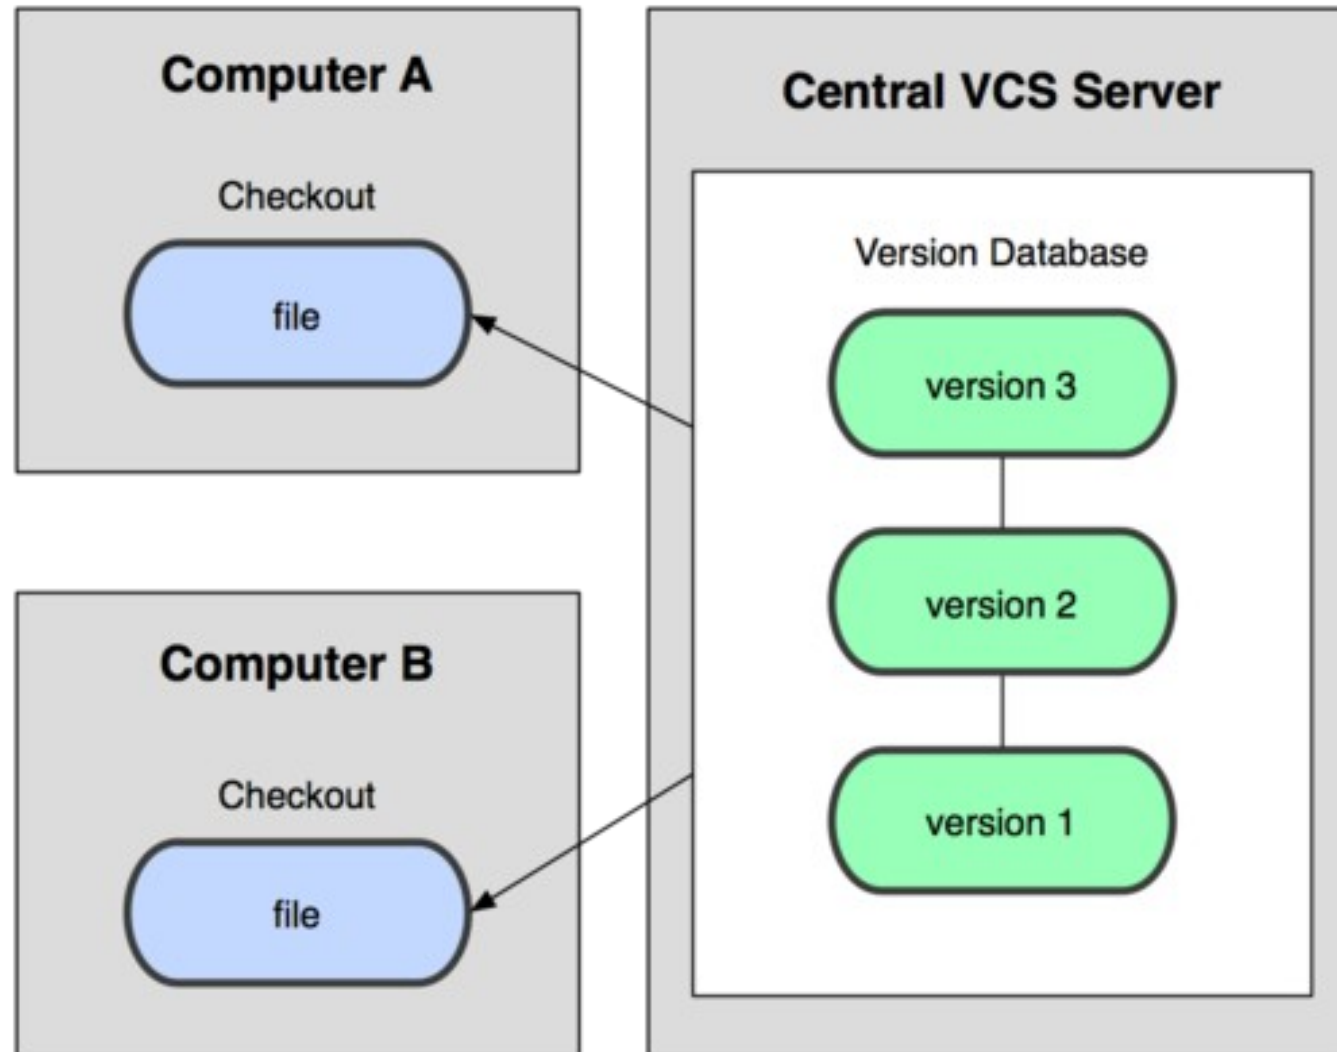 Computer A
Checkout
file
Computer B
Checkout
file
Central VCS Server
Version Database
version 3
version 2
version 1